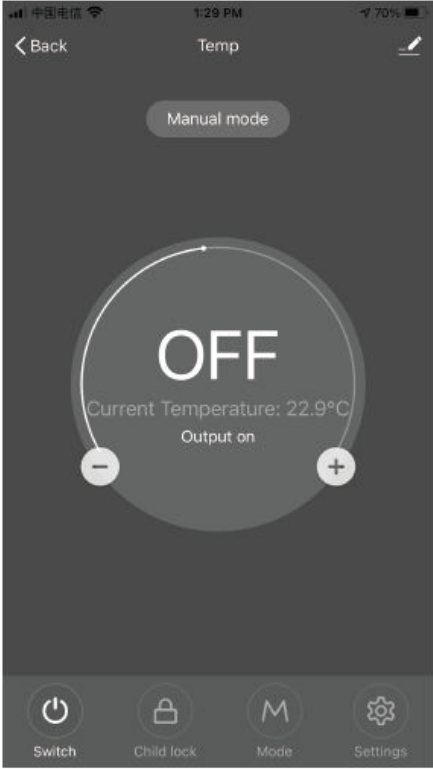 中国电信 1:29 PM 70%
Back Temp
Manual mode
OFF
Current Temperature: 22.9°C
Output on
Switch Child lock Mode Settings